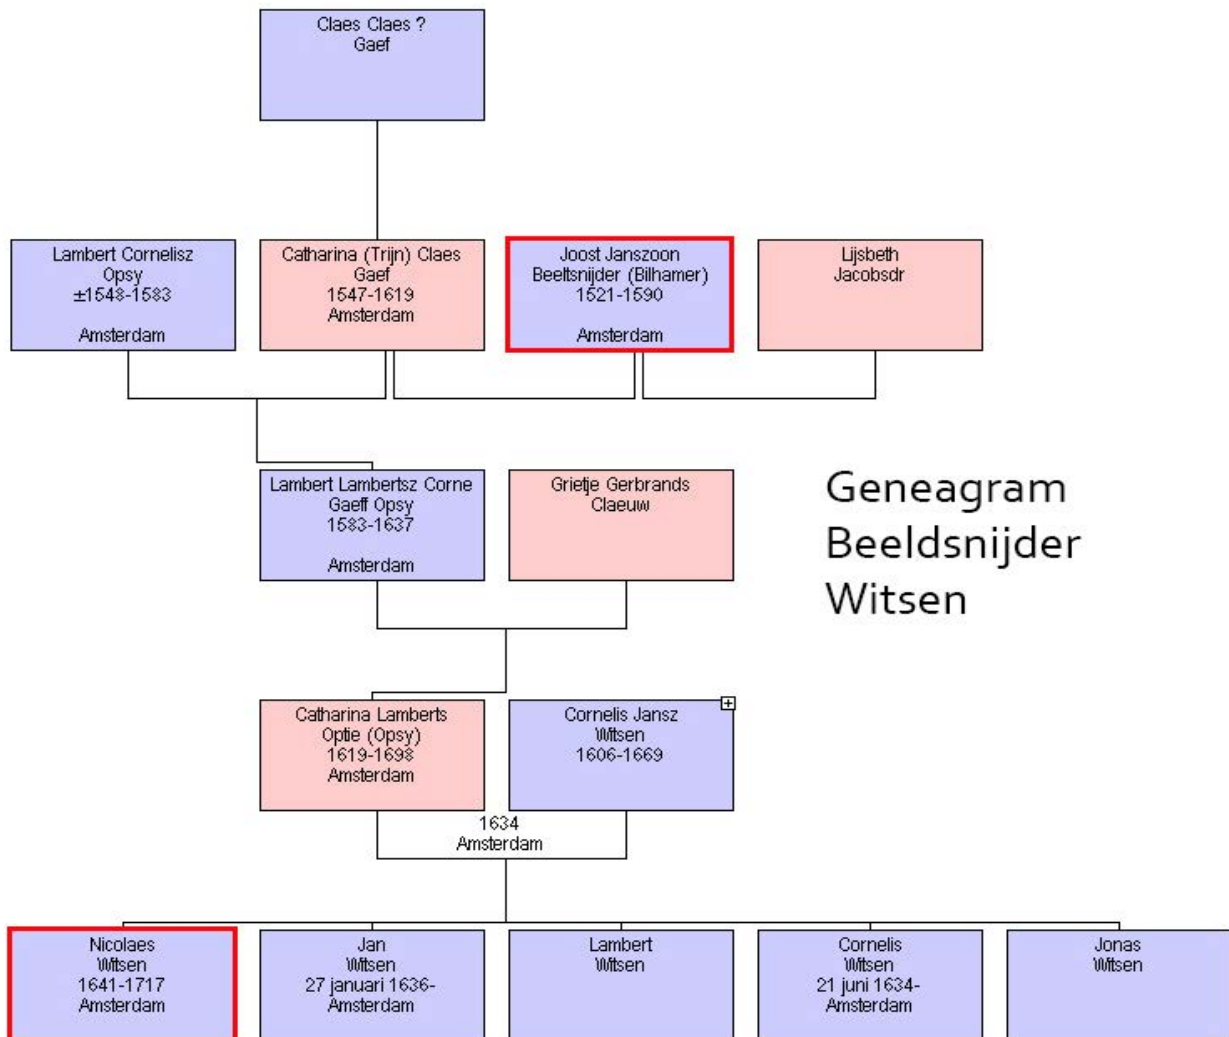 Claes Claes ?
Gaef
Lambert Cornelisz
Opsy
±1548-1583
Amsterdam
Catharina (Trijn) Claes
Gaef
1547-1619
Amsterdam
Joost Janszoon
Beeltsnijder (Bilhamer)
1521-1590
Amsterdam
Lijsbeth
Jacobsdr
Lambert Lambertsz Corne
Gaeff Opsy
1583-1637
Amsterdam
Grietje Gerbrands
Claeuw
Geneagram
Beeldsnijder
Witsen
Catharina Lamberts
Optie (Opsy)
1619-1698
Amsterdam
Cornelis Jansz
Witsen
1606-1669
1634
Amsterdam
Nicolaes
Witsen
1641-1717
Amsterdam
Jan
Witsen
27 januari 1636-
Amsterdam
Lambert
Witsen
Cornelis
Witsen
21 juni 1634-
Amsterdam
Jonas
Witsen